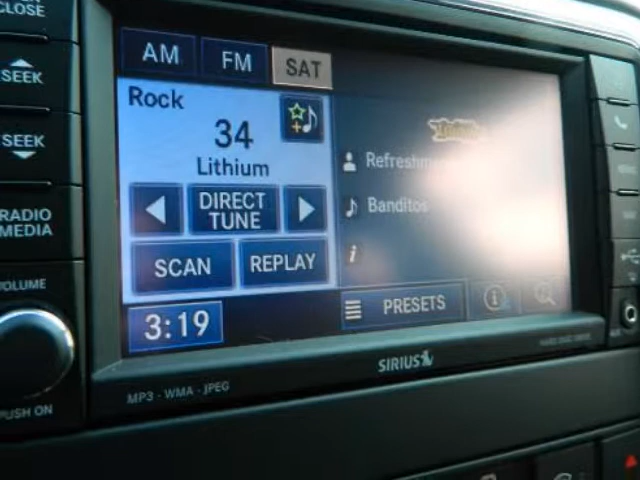 CLOSE
SEEK
SEEK
RADIO
MEDIA
VOLUME
PUSH ON
AM
FM
SAT
Rock
34
Lithium
DIRECT
TUNE
SCAN
REPLAY
3:19
Banditos
i
PRESETS
SIRIUS
MP3 - WMA - JPEG